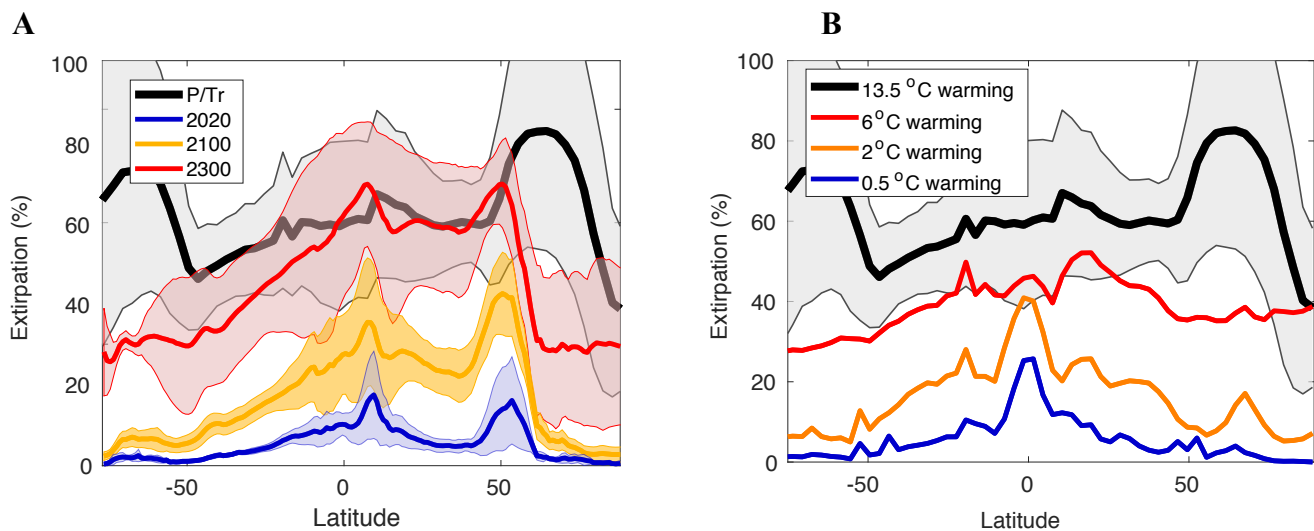 A
B
100
80
60
40
20
0
Extirpation (%)
P/Tr
2020
2100
2300
-50
0
50
Latitude
100
80
60
40
20
0
Extirpation (%)
13.5 °C warming
6°C warming
2°C warming
0.5 °C warming
-50
0
50
Latitude